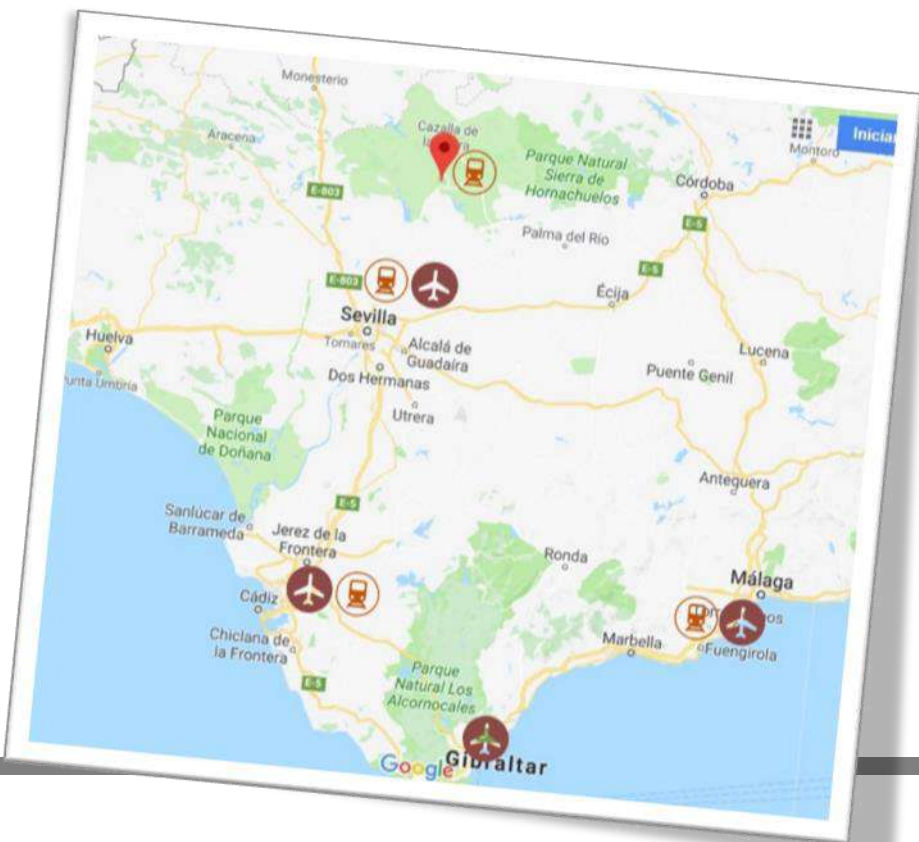 Monesterio
Aracena
Cazalla de
Inicia
Montoro
E-803
Parque Natural
Sierra de
Hornachuelos
Córdoba
E-5
Palma del Río
E-5
E-803
Écija
Sevilla
Tomares
Alcalá de
Guadaíra
Huelva
Punta Umbría
Dos Hermanas
Utrera
Lucena
Puente Genil
Parque
Nacional
de Doñana
Antequera
E-5
Sanlúcar de
Barrameda
Jerez de la
Frontera
Ronda
Málaga
Cádiz
Chiclana de
la Frontera
Marbella
Fuengirola
E-5
Parque
Natural Los
Alcornocales
Google
Gibraltar